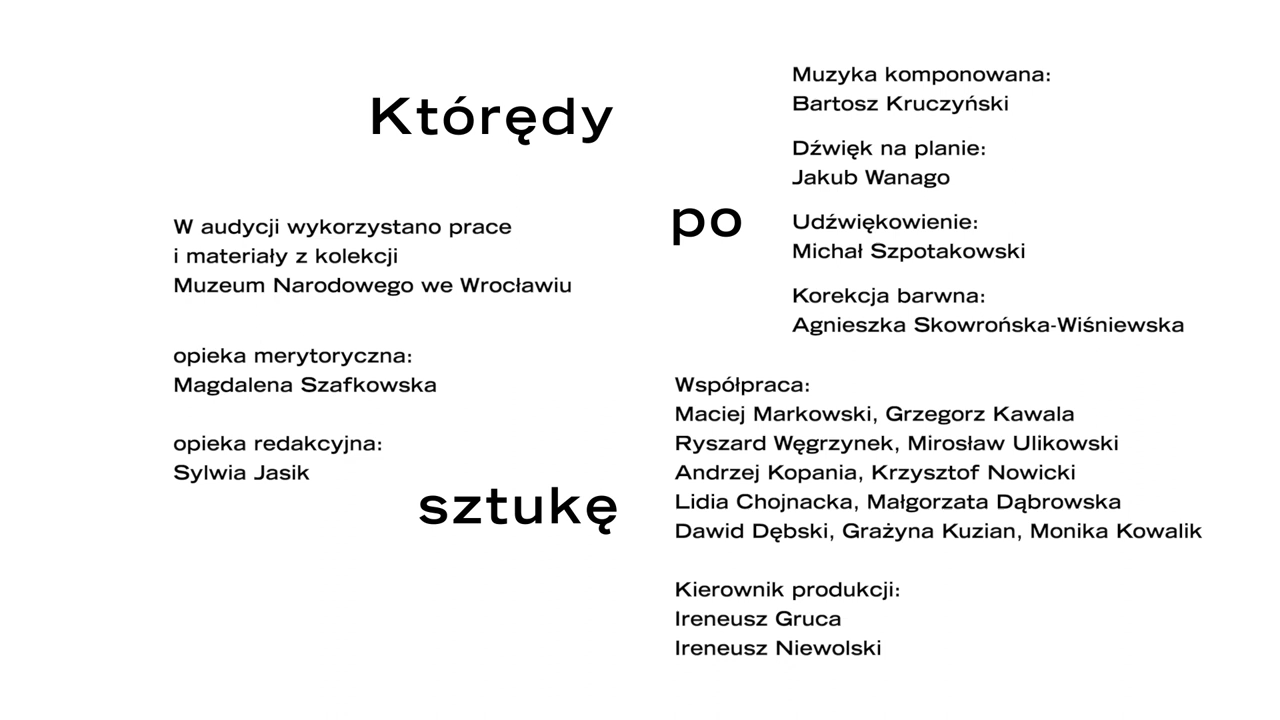 Którędy
po
sztukę
W audycji wykorzystano prace
i materiały z kolekcji
Muzeum Narodowego we Wrocławiu
opieka merytoryczna:
Magdalena Szafkowska
opieka redakcyjna:
Sylwia Jasik
Muzyka komponowana:
Bartosz Kruczyński
Dźwięk na planie:
Jakub Wanago
Udźwiękowienie:
Michał Szpotakowski
Korekcja barwna:
Agnieszka Skowrońska-Wiśniewska
Współpraca:
Maciej Markowski, Grzegorz Kawala
Ryszard Węgrzynek, Mirosław Ulikowski
Andrzej Kopania, Krzysztof Nowicki
Lidia Chojnacka, Małgorzata Dąbrowska
Dawid Dębski, Grażyna Kuzian, Monika Kowalik
Kierownik produkcji:
Ireneusz Gruca
Ireneusz Niewolski